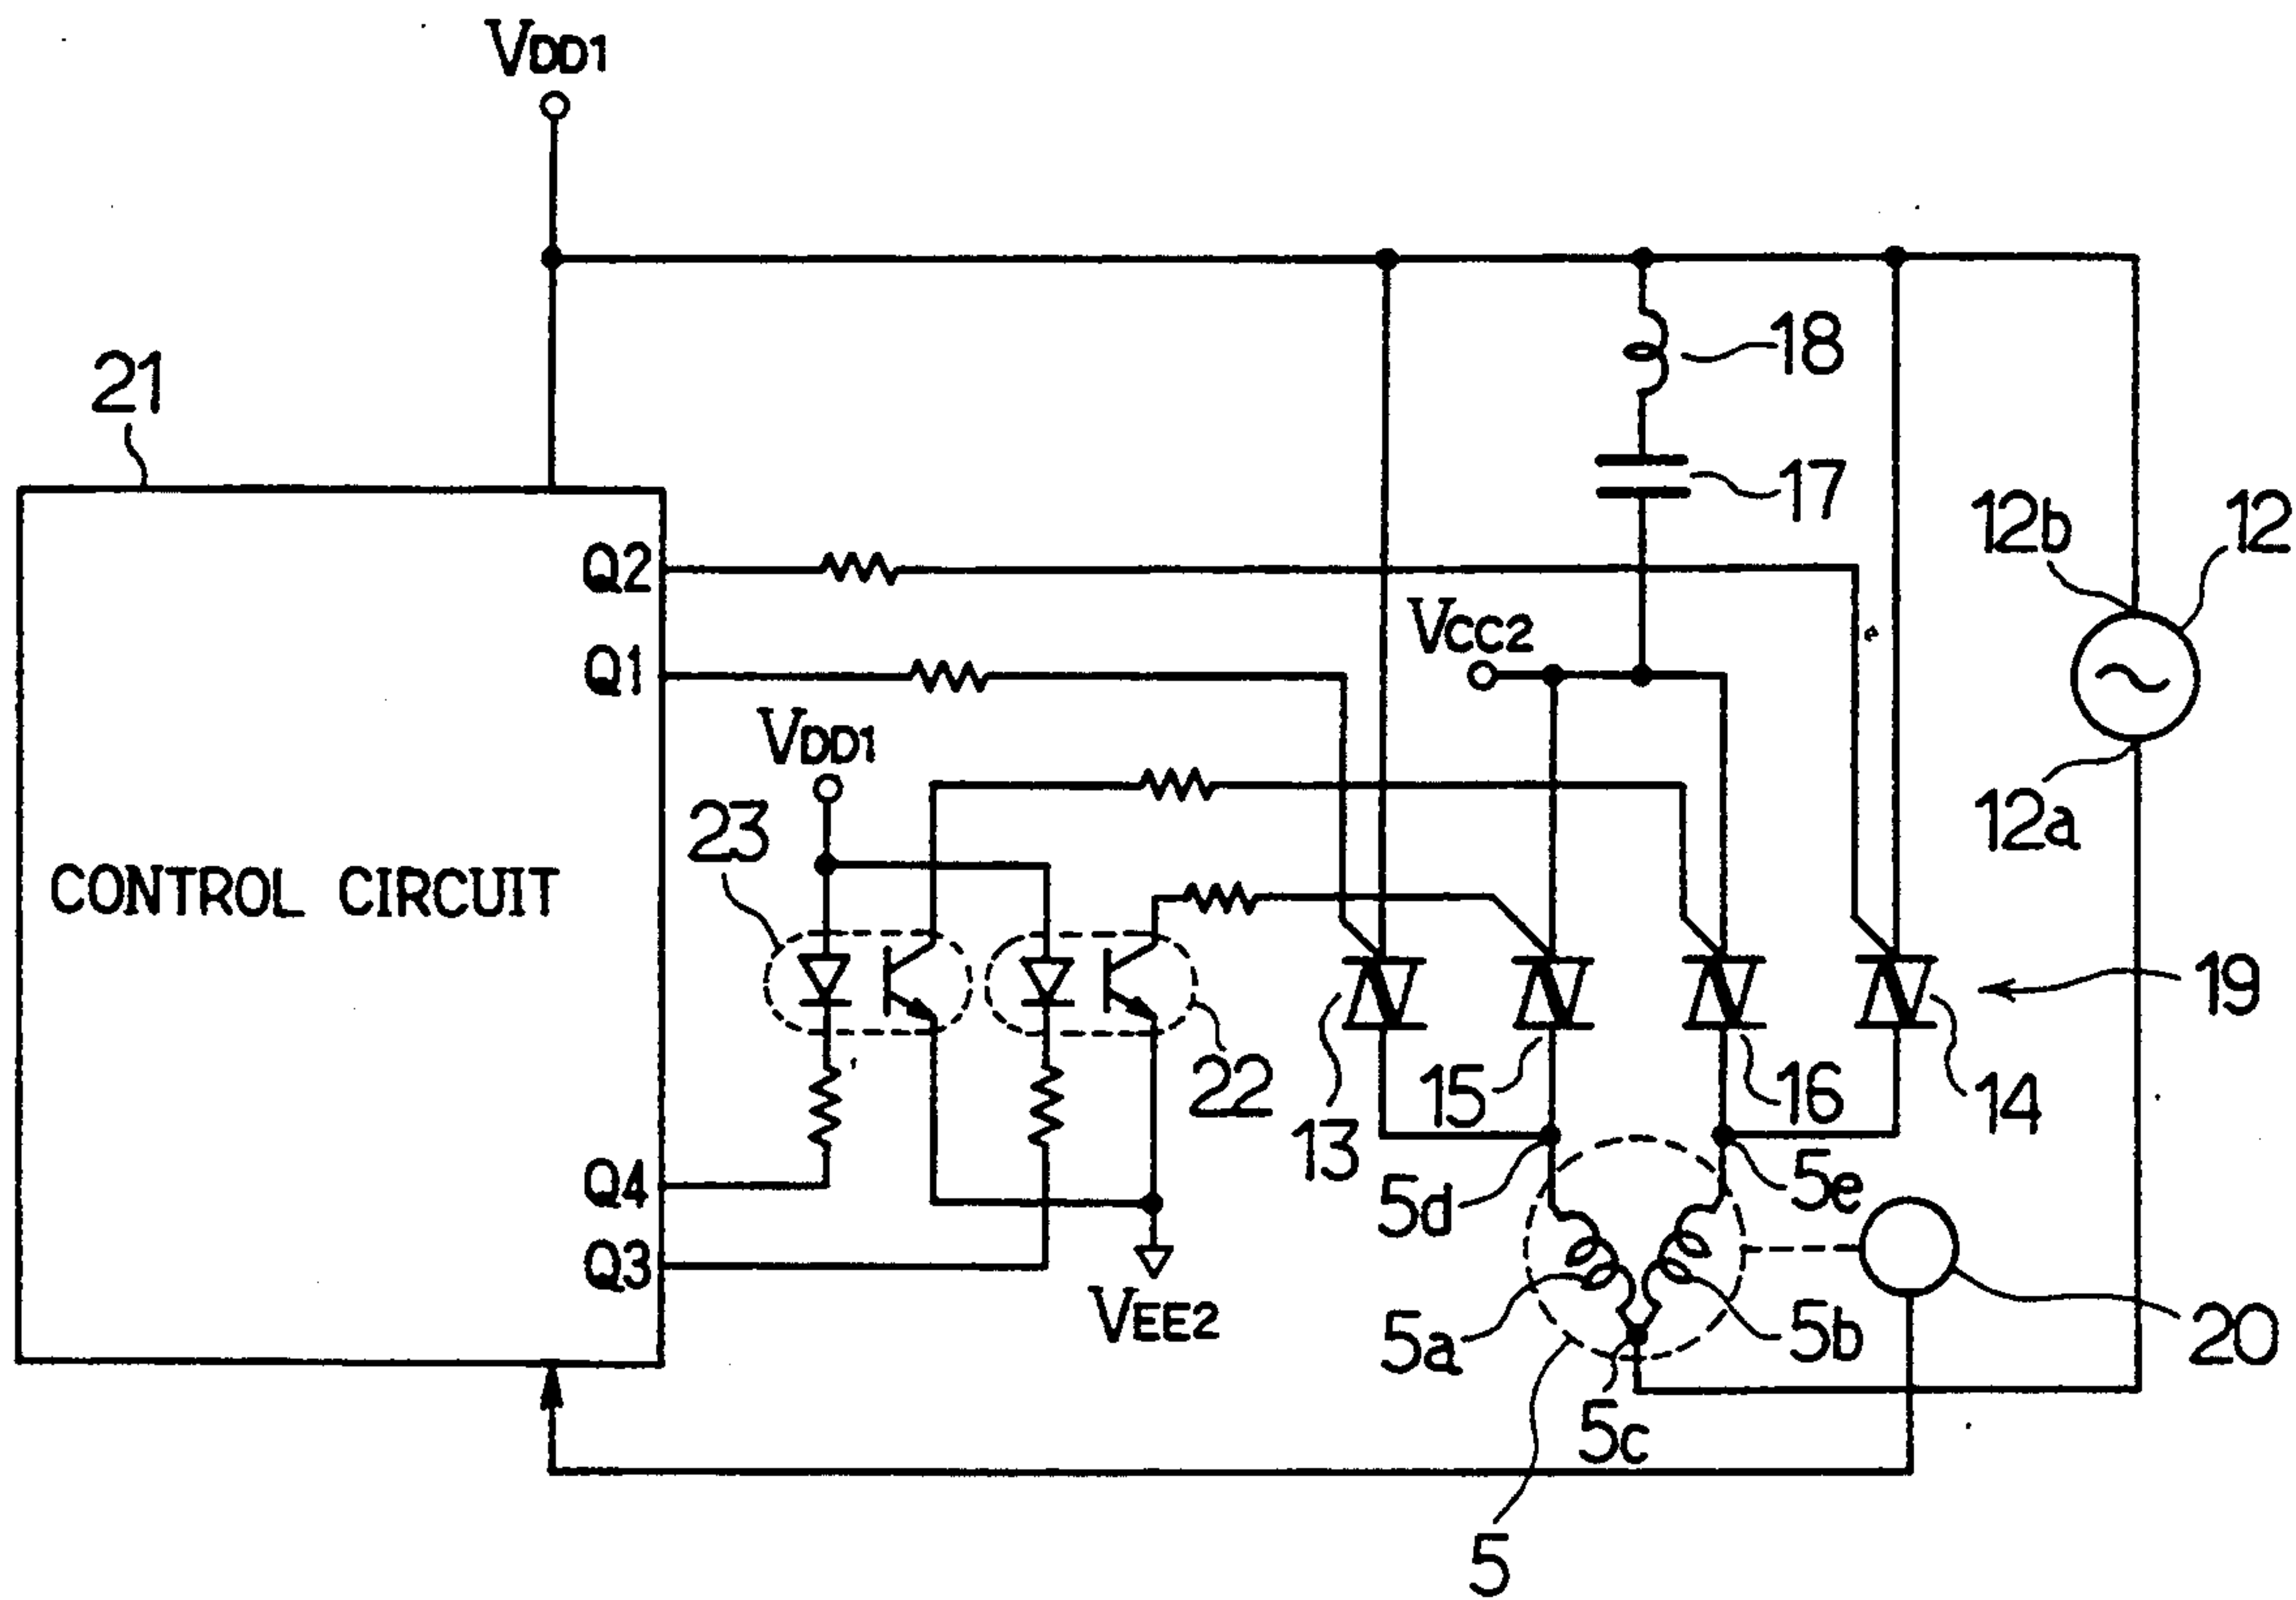 VDD1
21
18
17
12b
12
Q2
VCC2
Q1
VDD1
12a
23
CONTROL CIRCUIT
19
22
15
16
14
13
5d
5e
Q4
Q3
VEE2
5a
5b
20
5c
5